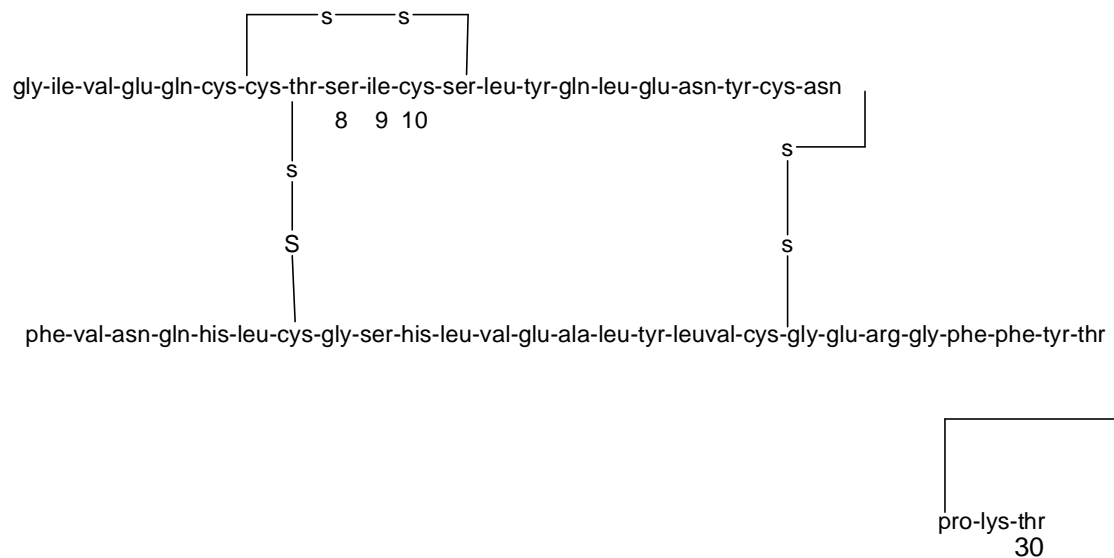 s s
gly-ile-val-glu-gln-cys-cys-thr-ser-ile-cys-ser-leu-tyr-gln-leu-glu-asn-tyr-cys-asn
8 9 10
s
s
S
s
phe-val-asn-gln-his-leu-cys-gly-ser-his-leu-val-glu-ala-leu-tyr-leuval-cys-gly-glu-arg-gly-phe-phe-tyr-thr
pro-lys-thr
30